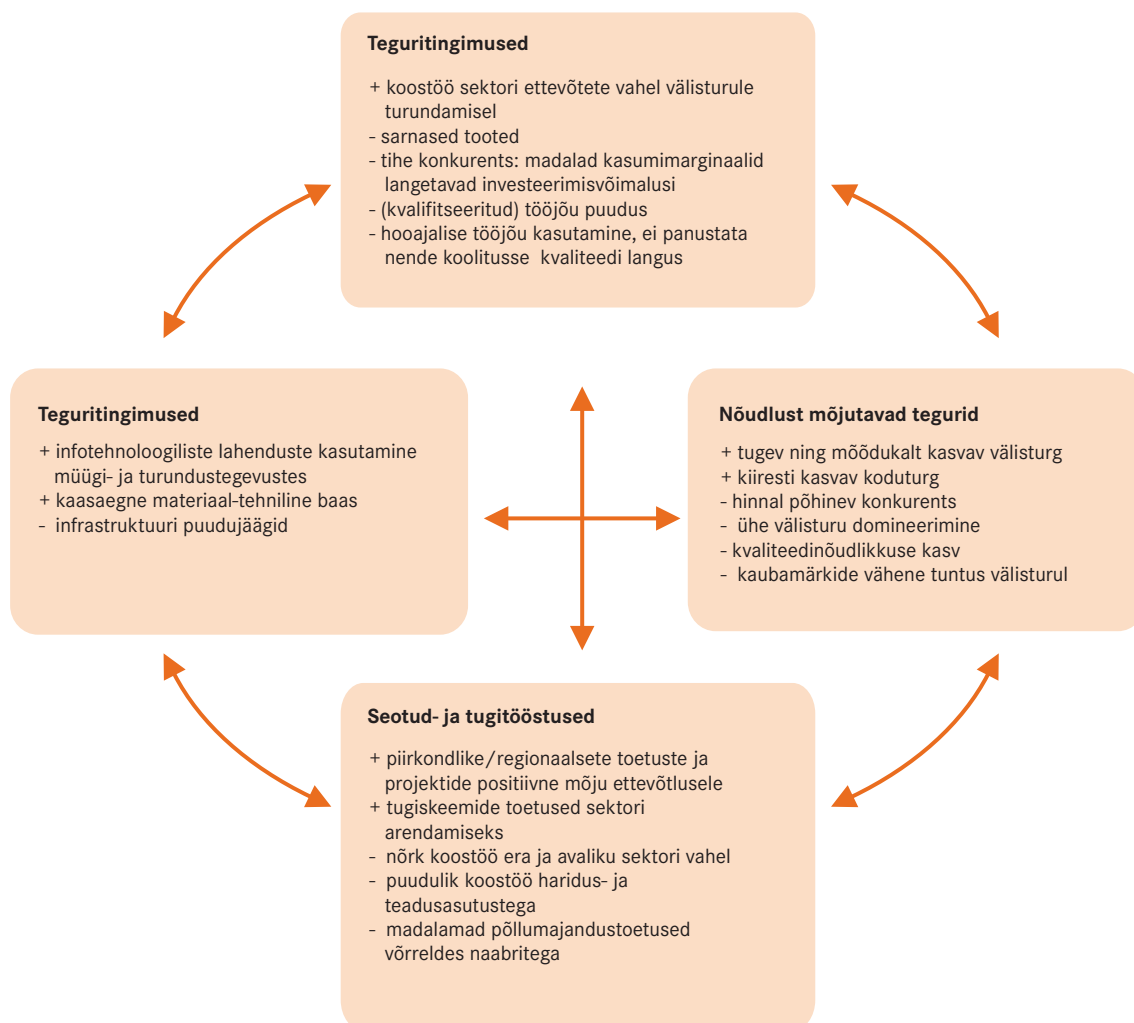 Teguritingimused
+ koostöö sektori ettevõtete vahel välisturule
turundamisel
- sarnased tooted
- tihe konkurents: madalad kasumimarginaalid
langetavad investeerimisvõimalusi
- (kvalifitseeritud) tööjõu puudus
- hooajalise tööjõu kasutamine, ei panustata
nende koolitusse kvaliteedi langus
Teguritingimused
+ infotehnoloogiliste lahenduste kasutamine
müügi- ja turundustegevustes
+ kaasaegne materiaal-tehniline baas
- infrastruktuuri puudujäägid
Nõudlust mõjutavad tegurid
+ tugev ning mõõdukalt kasvav välisturg
+ kiiresti kasvav koduturg
- hinnal põhinev konkurents
- ühe välisturu domineerimine
- kvaliteedinõudlikkuse kasv
- kaubamärkide vähene tuntus välisturul
Seotud- ja tugitööstused
+ piirkondlike/regionaalsete toetuste ja
projektide positiivne mõju ettevõtlusele
+ tugiskeemide toetused sektori
arendamiseks
- nõrk koostöö era ja avaliku sektori vahel
- puudulik koostöö haridus- ja
teadusasutustega
- madalamad põllumajandustoetused
võrreldes naabritega